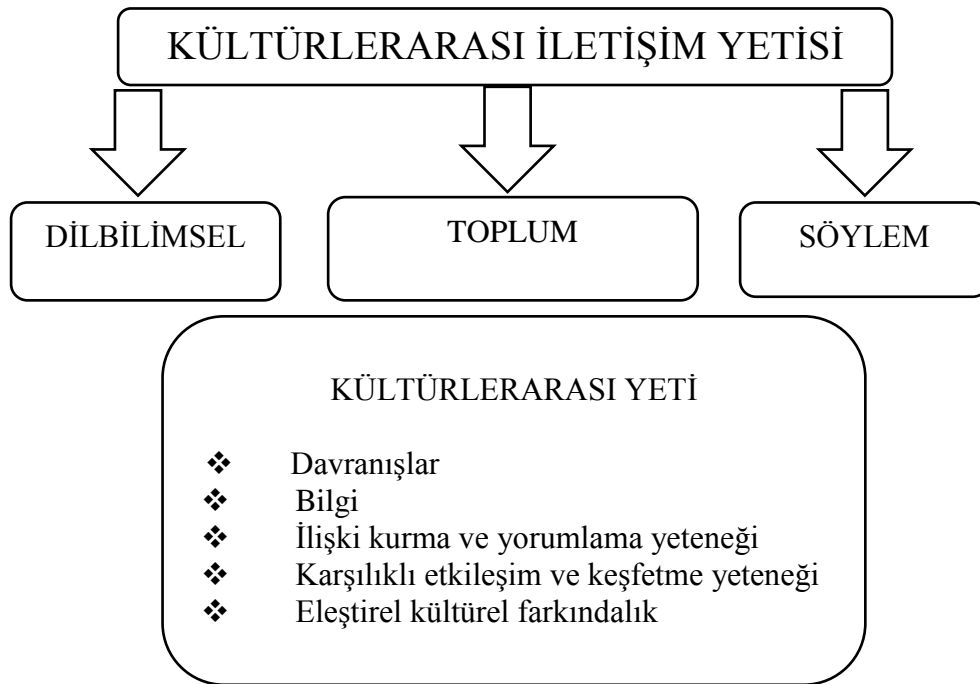 KÜLTÜRLERARASI İLETİŞİM YETİSİ
DİLBİLİMSEL
TOPLUM
SÖYLEM
KÜLTÜRLERARASI YETİ
❖ Davranışlar
❖ Bilgi
❖ İlişki kurma ve yorumlama yeteneği
❖ Karşılıklı etkileşim ve keşfetme yeteneği
❖ Eleştirel kültürel farkındalık